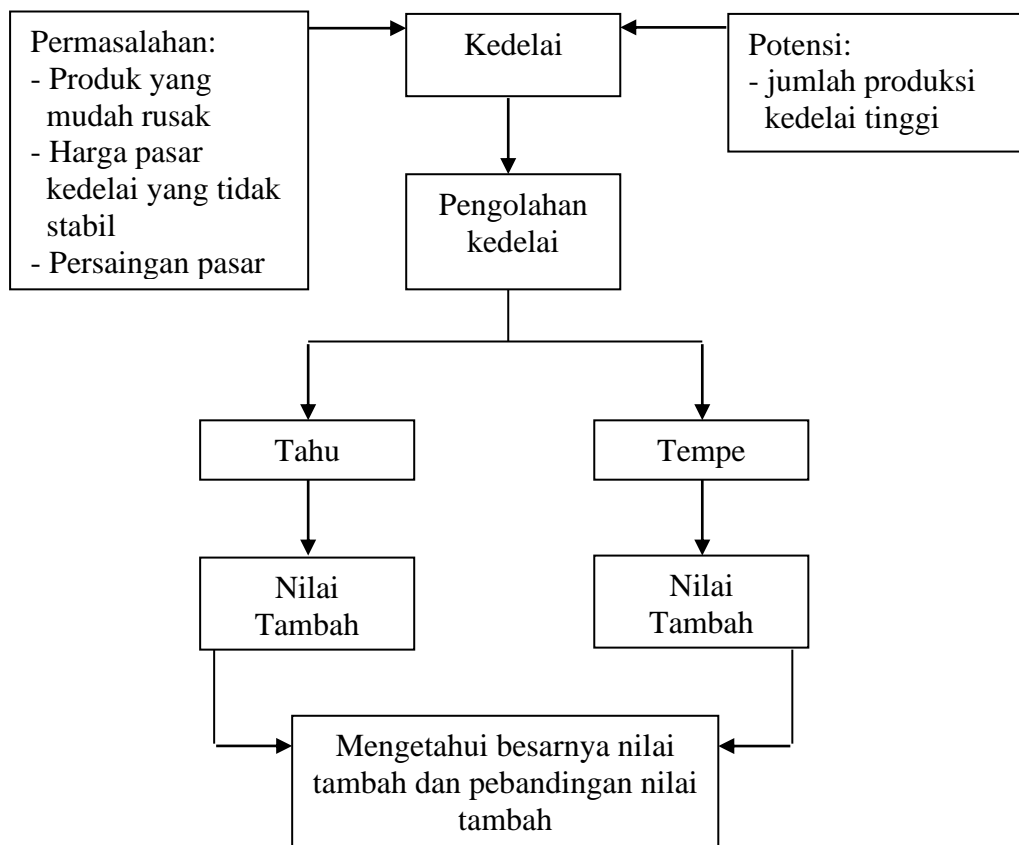 Permasalahan:
- Produk yang
mudah rusak
- Harga pasar
kedelai yang tidak
stabil
- Persaingan pasar
Kedelai
Potensi:
- jumlah produksi
kedelai tinggi
Pengolahan
kedelai
Tahu
Tempe
Nilai
Tambah
Nilai
Tambah
Mengetahui besarnya nilai
tambah dan pebandingan nilai
tambah